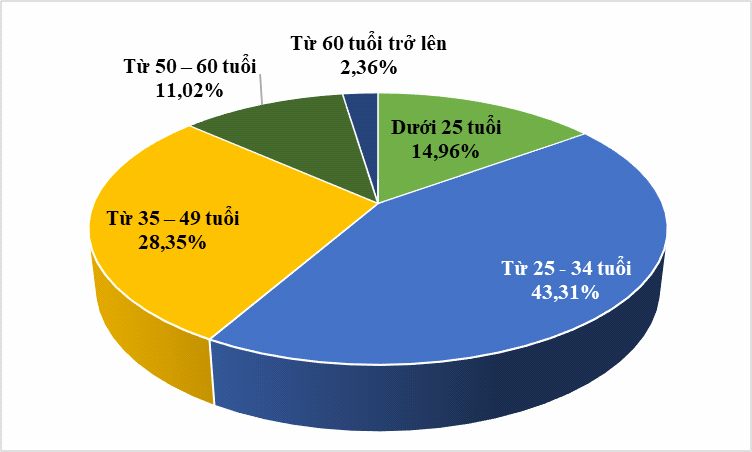 Từ 60 tuổi trở lên
2,36%
Từ 50 – 60 tuổi
11,02%
Dưới 25 tuổi
14,96%
Từ 35 – 49 tuổi
28,35%
Từ 25 - 34 tuổi
43,31%